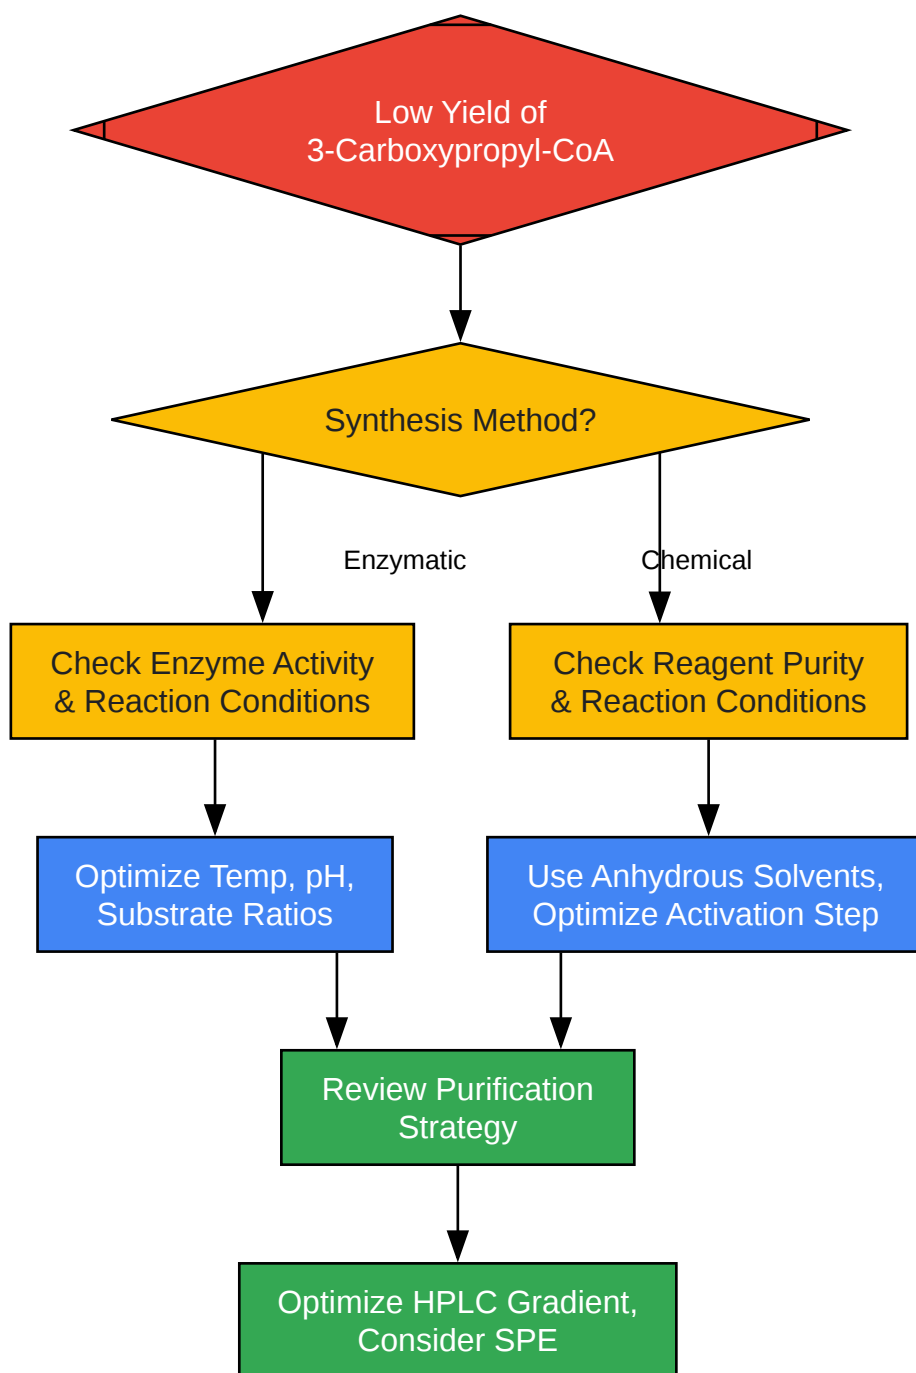 Low Yield of
3-Carboxypropyl-CoA
Synthesis Method?
Enzymatic
Chemical
Check Enzyme Activity
& Reaction Conditions
Check Reagent Purity
& Reaction Conditions
Optimize Temp, pH,
Substrate Ratios
Use Anhydrous Solvents,
Optimize Activation Step
Review Purification
Strategy
Optimize HPLC Gradient,
Consider SPE